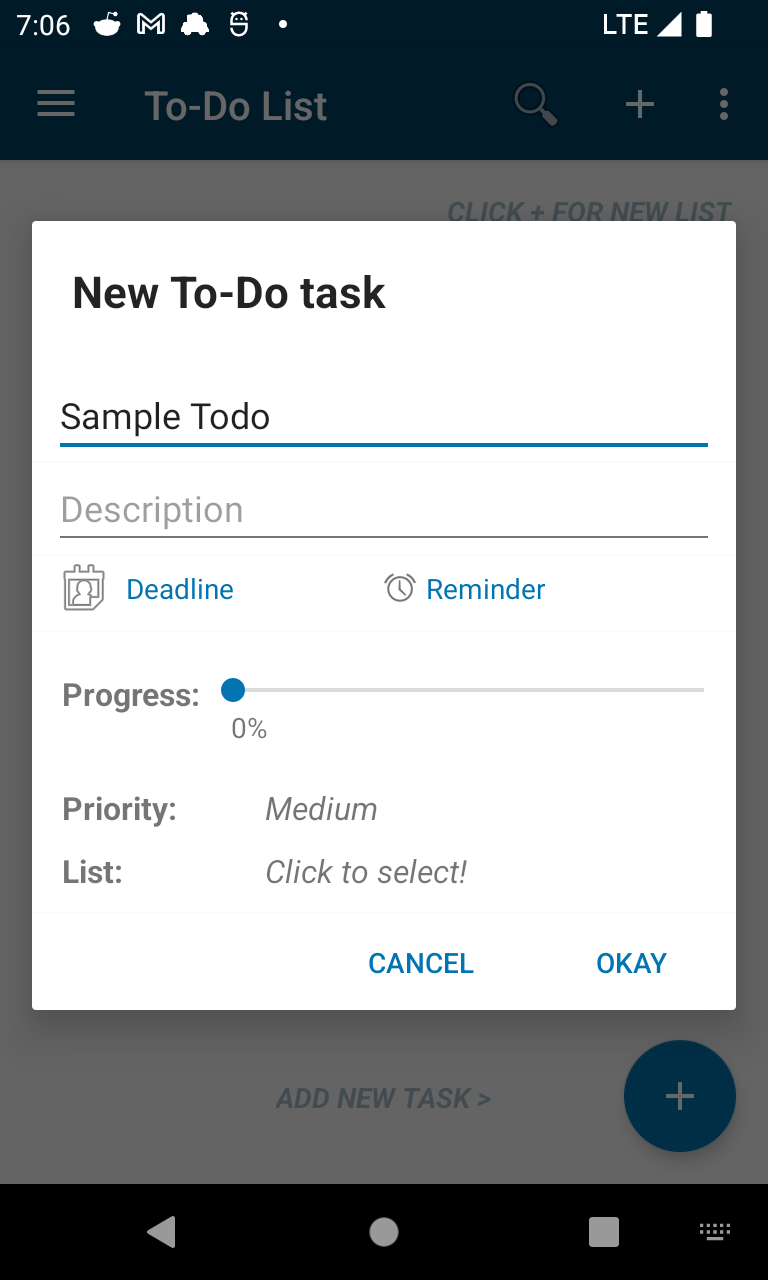 7:06 LTE
To-Do List
CLICK + FOR NEW LIST
New To-Do task
Sample Todo
Description
Deadline Reminder
Progress:
0%
Priority: Medium
List: Click to select!
CANCEL OKAY
ADD NEW TASK >